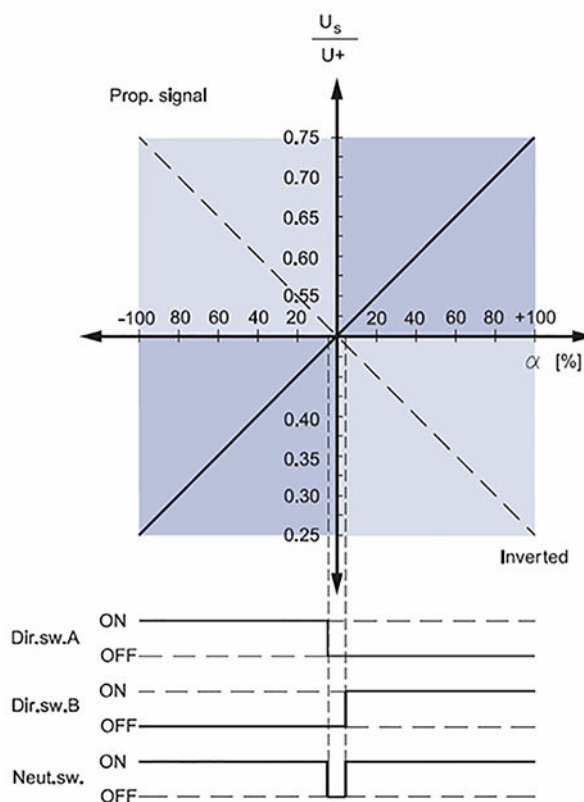 U_s
U+
Prop. signal
0.75
0.70
0.65
0.60
0.55
-100 80 60 40 20 20 40 60 80 +100
α [%]
0.40
0.35
0.30
0.25
Inverted
ON
Dir.sw.A
OFF
ON
Dir.sw.B
OFF
ON
Neut.sw.
OFF